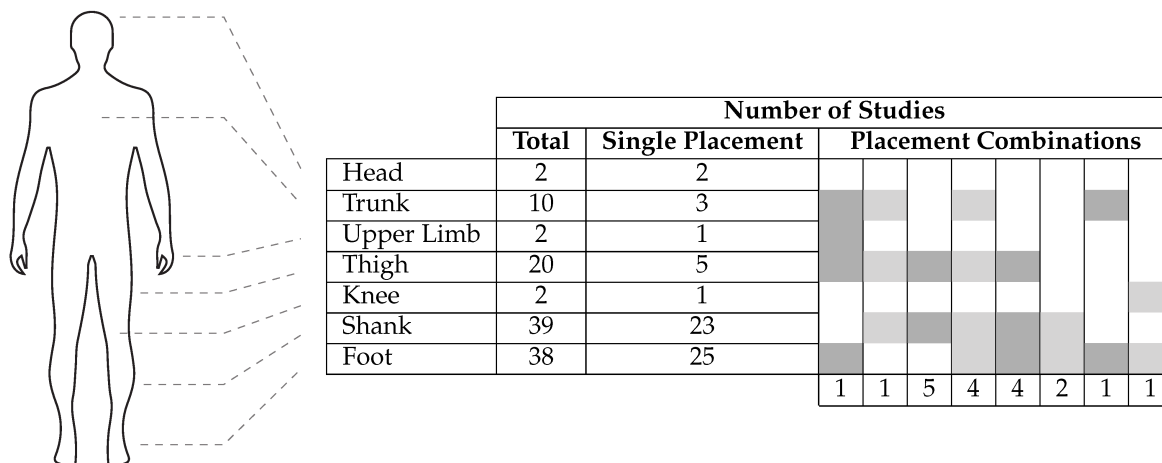 Number of Studies
Total Single Placement Placement Combinations
Head 2 2
Trunk 10 3
Upper Limb 2 1
Thigh 20 5
Knee 2 1
Shank 39 23
Foot 38 25
1 1 5 4 4 2 1 1